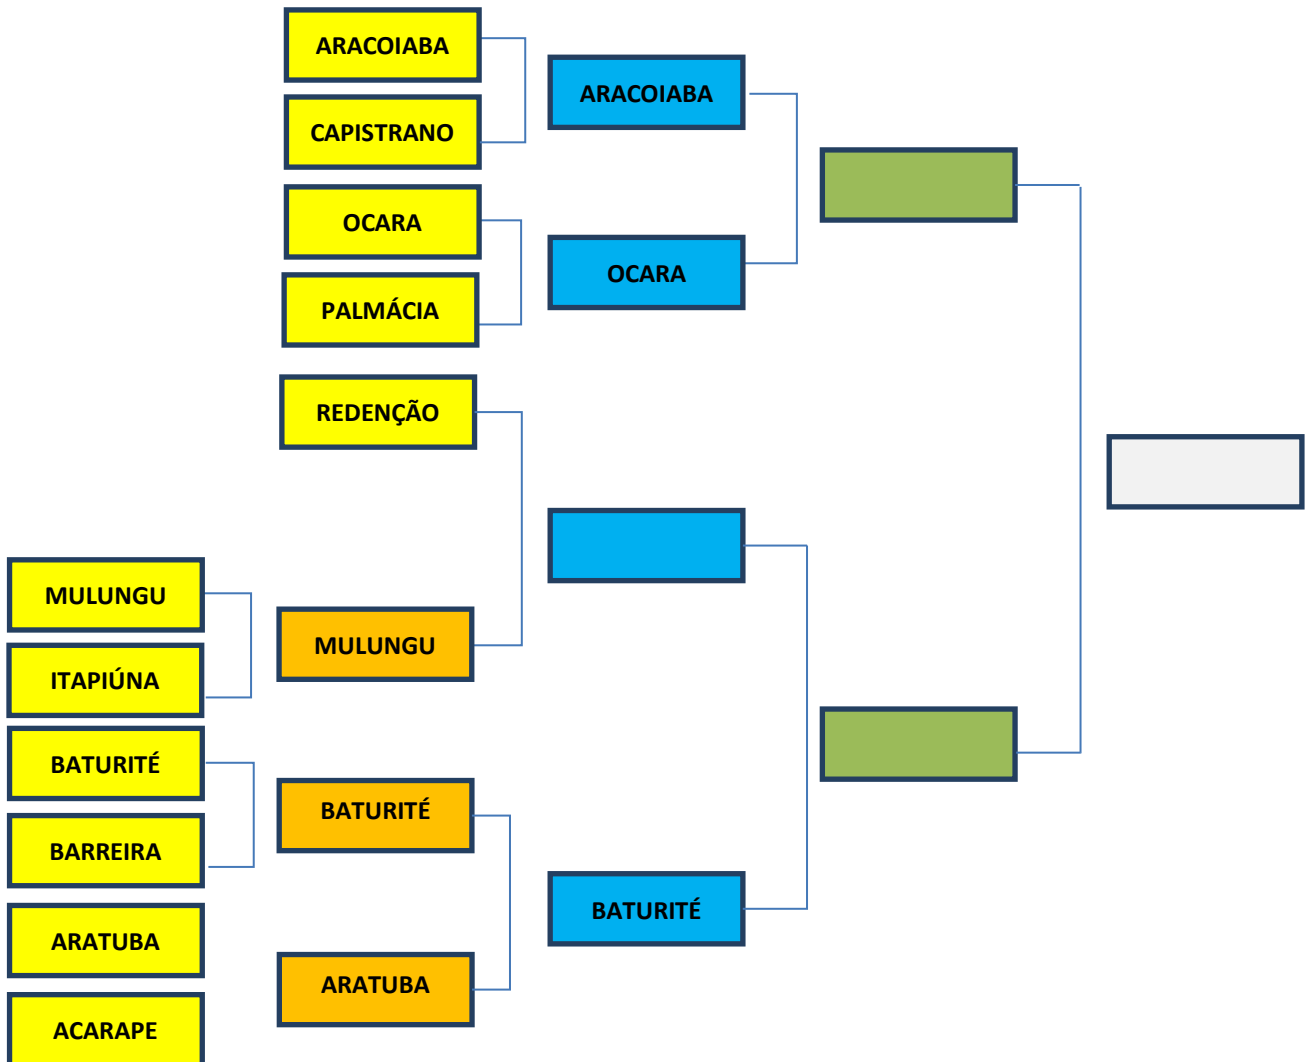 ARACOIABA
CAPISTRANO
OCARA
PALMÁCIA
REDENÇÃO
MULUNGU
ITAPIÚNA
BATURITÉ
BARREIRA
ARATUBA
ACARAPE
MULUNGU
BATURITÉ
ARATUBA
ARACOIABA
OCARA
BATURITÉ